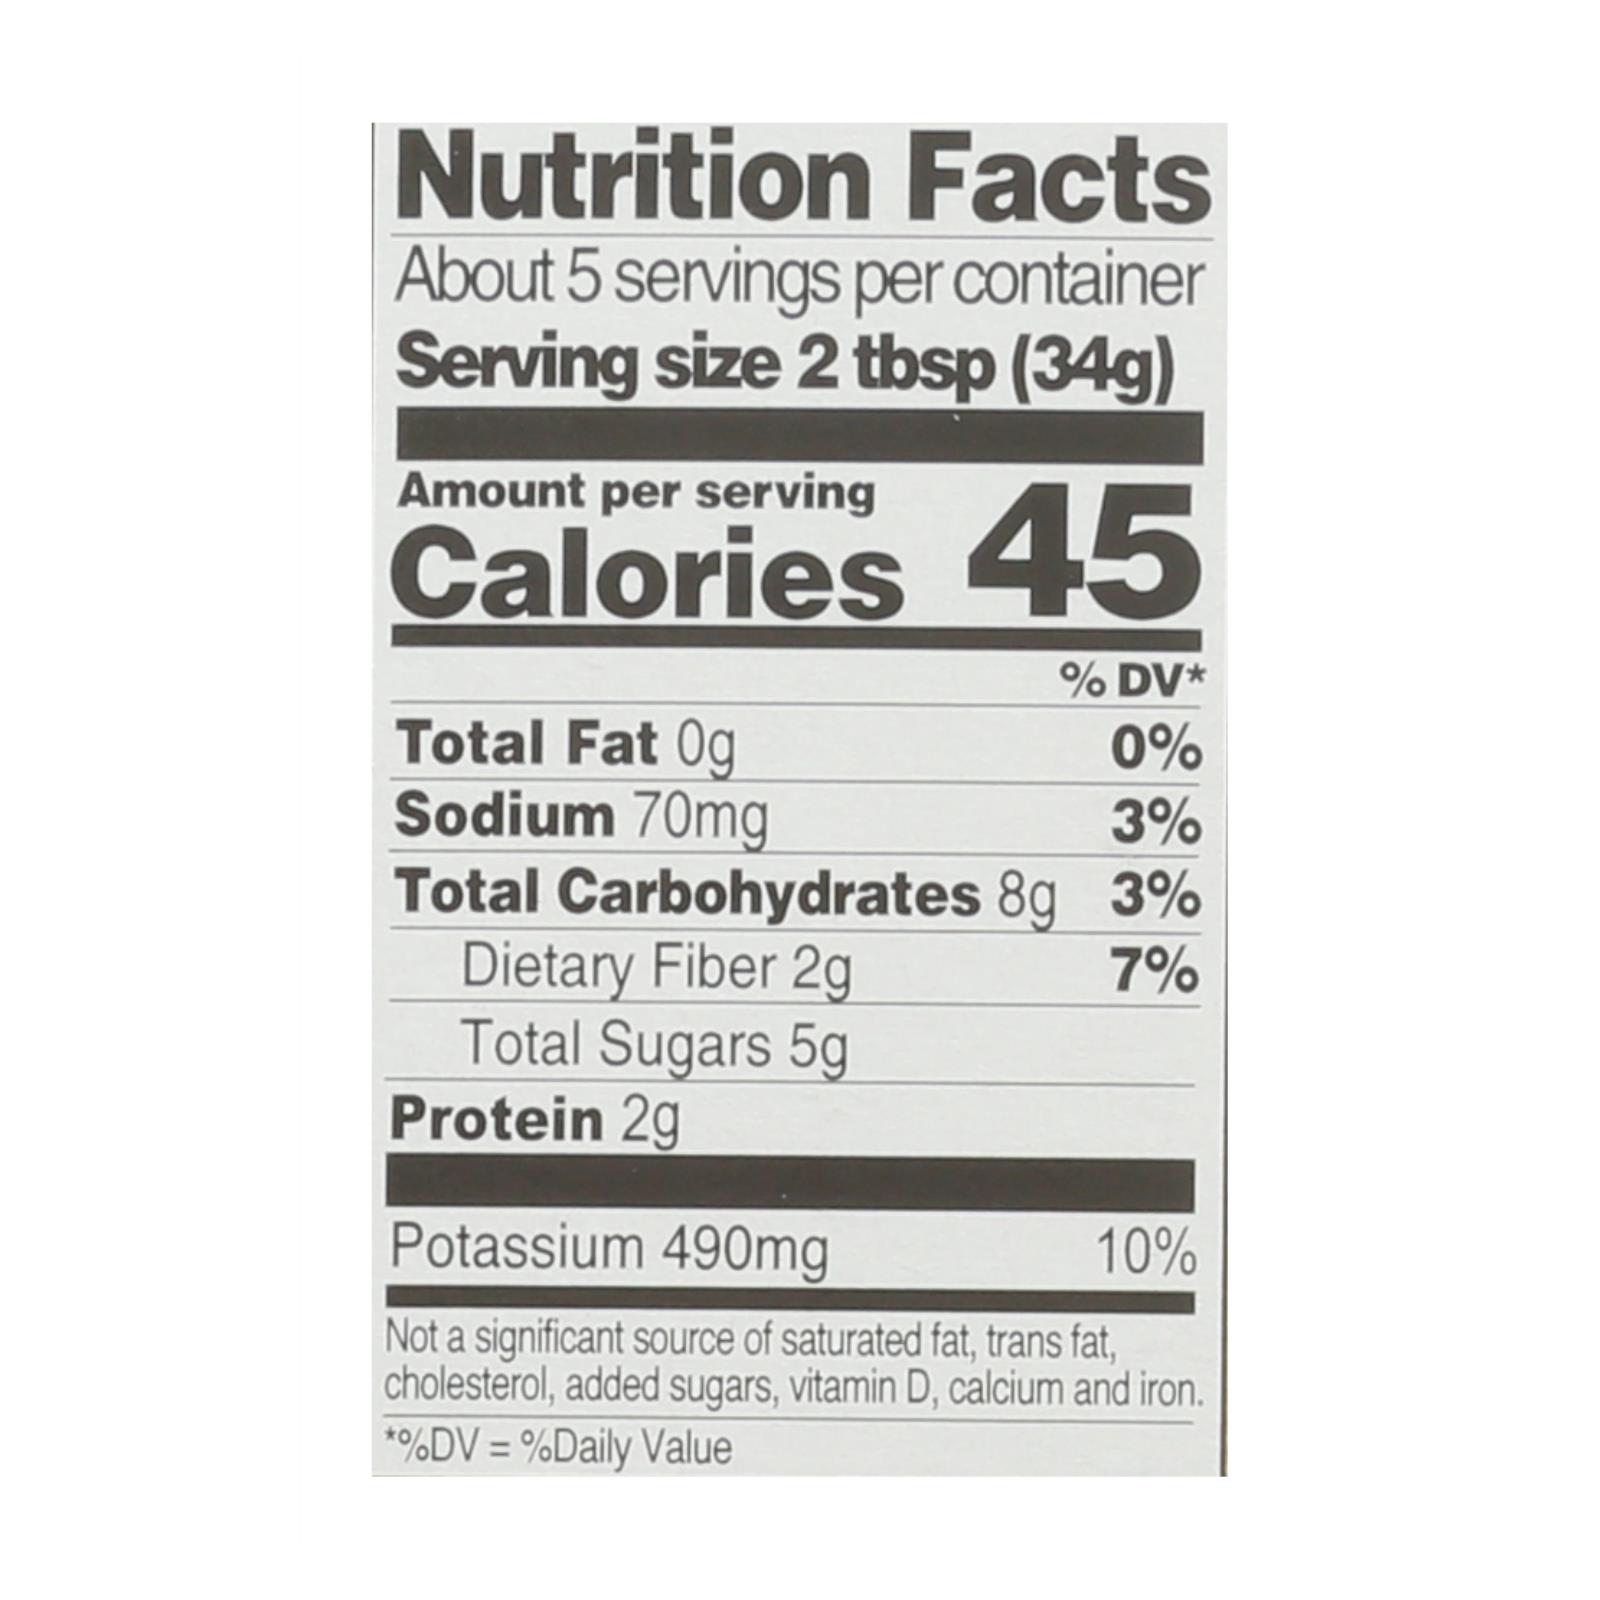 Nutrition Facts
About 5 servings per container
Serving size 2 tbsp (34g)
Amount per serving
Calories 45
% DV*
Total Fat 0g 0%
Sodium 70mg 3%
Total Carbohydrates 8g 3%
Dietary Fiber 2g 7%
Total Sugars 5g
Protein 2g
Potassium 490mg 10%
Not a significant source of saturated fat, trans fat,
cholesterol, added sugars, vitamin D, calcium and iron.
*%DV = %Daily Value